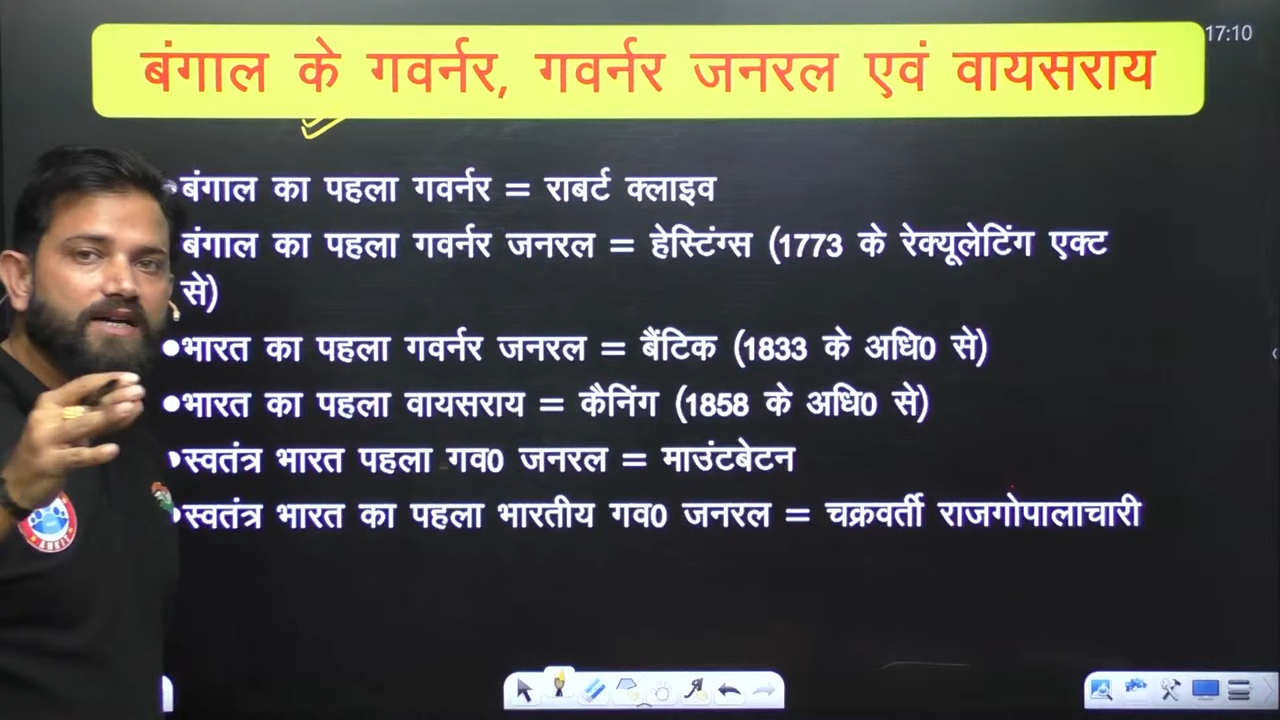 17:10
बंगाल के गवर्नर, गवर्नर जनरल एवं वायसराय
•बंगाल का पहला गवर्नर = राबर्ट क्लाइव
बंगाल का पहला गवर्नर जनरल = हेस्टिंग्स (1773 के रेक्यूलेटिंग एक्ट
से)
•भारत का पहला गवर्नर जनरल = बैंटिक (1833 के अधि0 से)
•भारत का पहला वायसराय = कैनिंग (1858 के अधि0 से)
•स्वतंत्र भारत पहला गव0 जनरल = माउंटबेटन
•स्वतंत्र भारत का पहला भारतीय गव0 जनरल = चक्रवर्ती राजगोपालाचारी